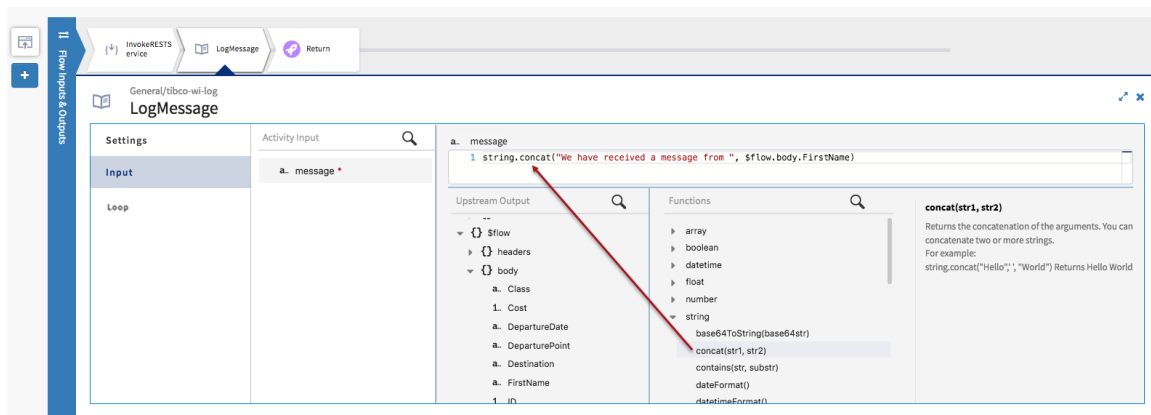 InvokeRESTS
ervice
LogMessage
Return
Flow Inputs & Outputs
General/tibco-wi-log
LogMessage
Settings
Input
Loop
Activity Input
a.. message *
a.. message
1 string.concat("We have received a message from ", $flow.body.FirstName)
Upstream Output
{} $flow
{} headers
{} body
a.. Class
1.. Cost
a.. DepartureDate
a.. DeparturePoint
a.. Destination
a.. FirstName
1 ID
Functions
array
boolean
datetime
float
number
string
base64ToString(base64str)
concat(str1, str2)
contains(str, substr)
dateFormat()
datetimeFormat()
concat(str1, str2)
Returns the concatenation of the arguments. You can
concatenate two or more strings.
For example:
string.concat("Hello",' ', "World") Returns Hello World